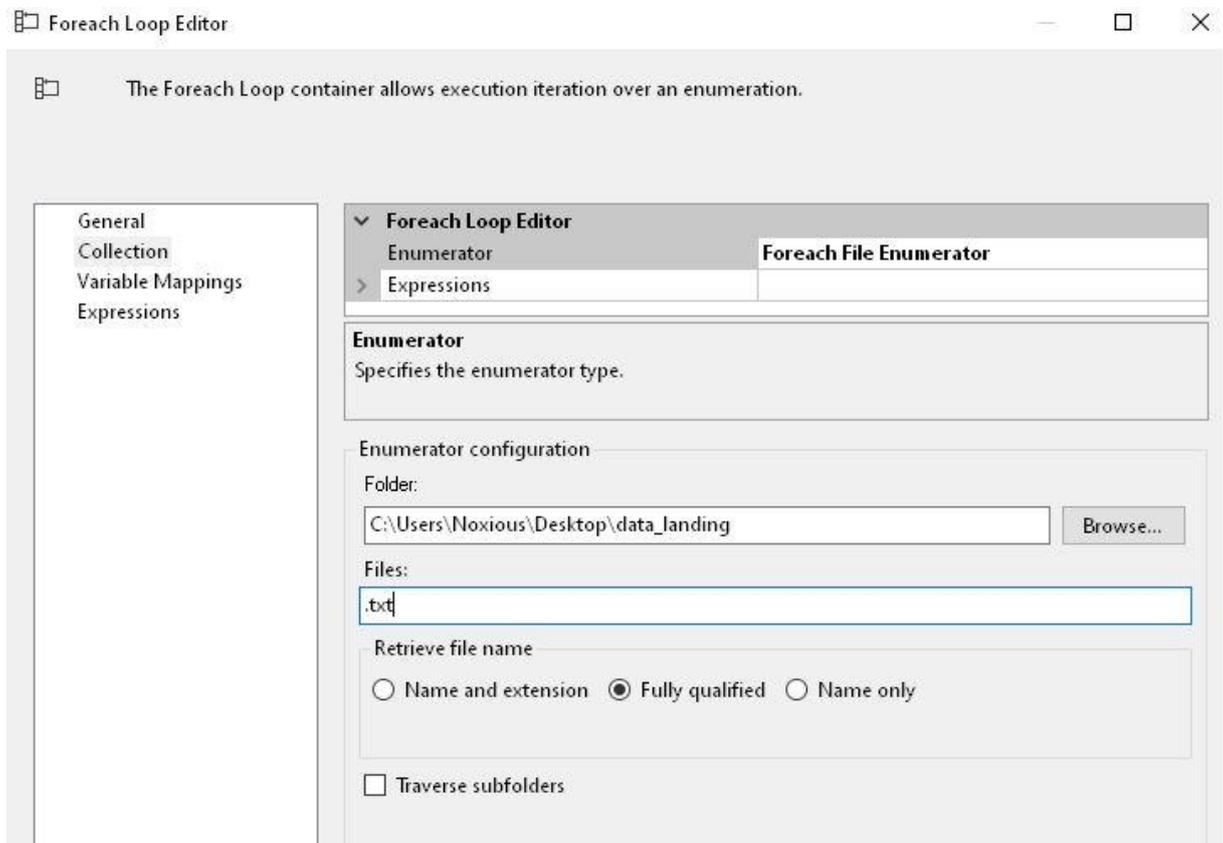 Foreach Loop Editor
The Foreach Loop container allows execution iteration over an enumeration.
General
Collection
Variable Mappings
Expressions
Foreach Loop Editor
Enumerator Foreach File Enumerator
Expressions
Enumerator
Specifies the enumerator type.
Enumerator configuration
Folder:
C:\Users\Noxious\Desktop\data_landing Browse...
Files:
.txt
Retrieve file name
Name and extension Fully qualified Name only
Traverse subfolders